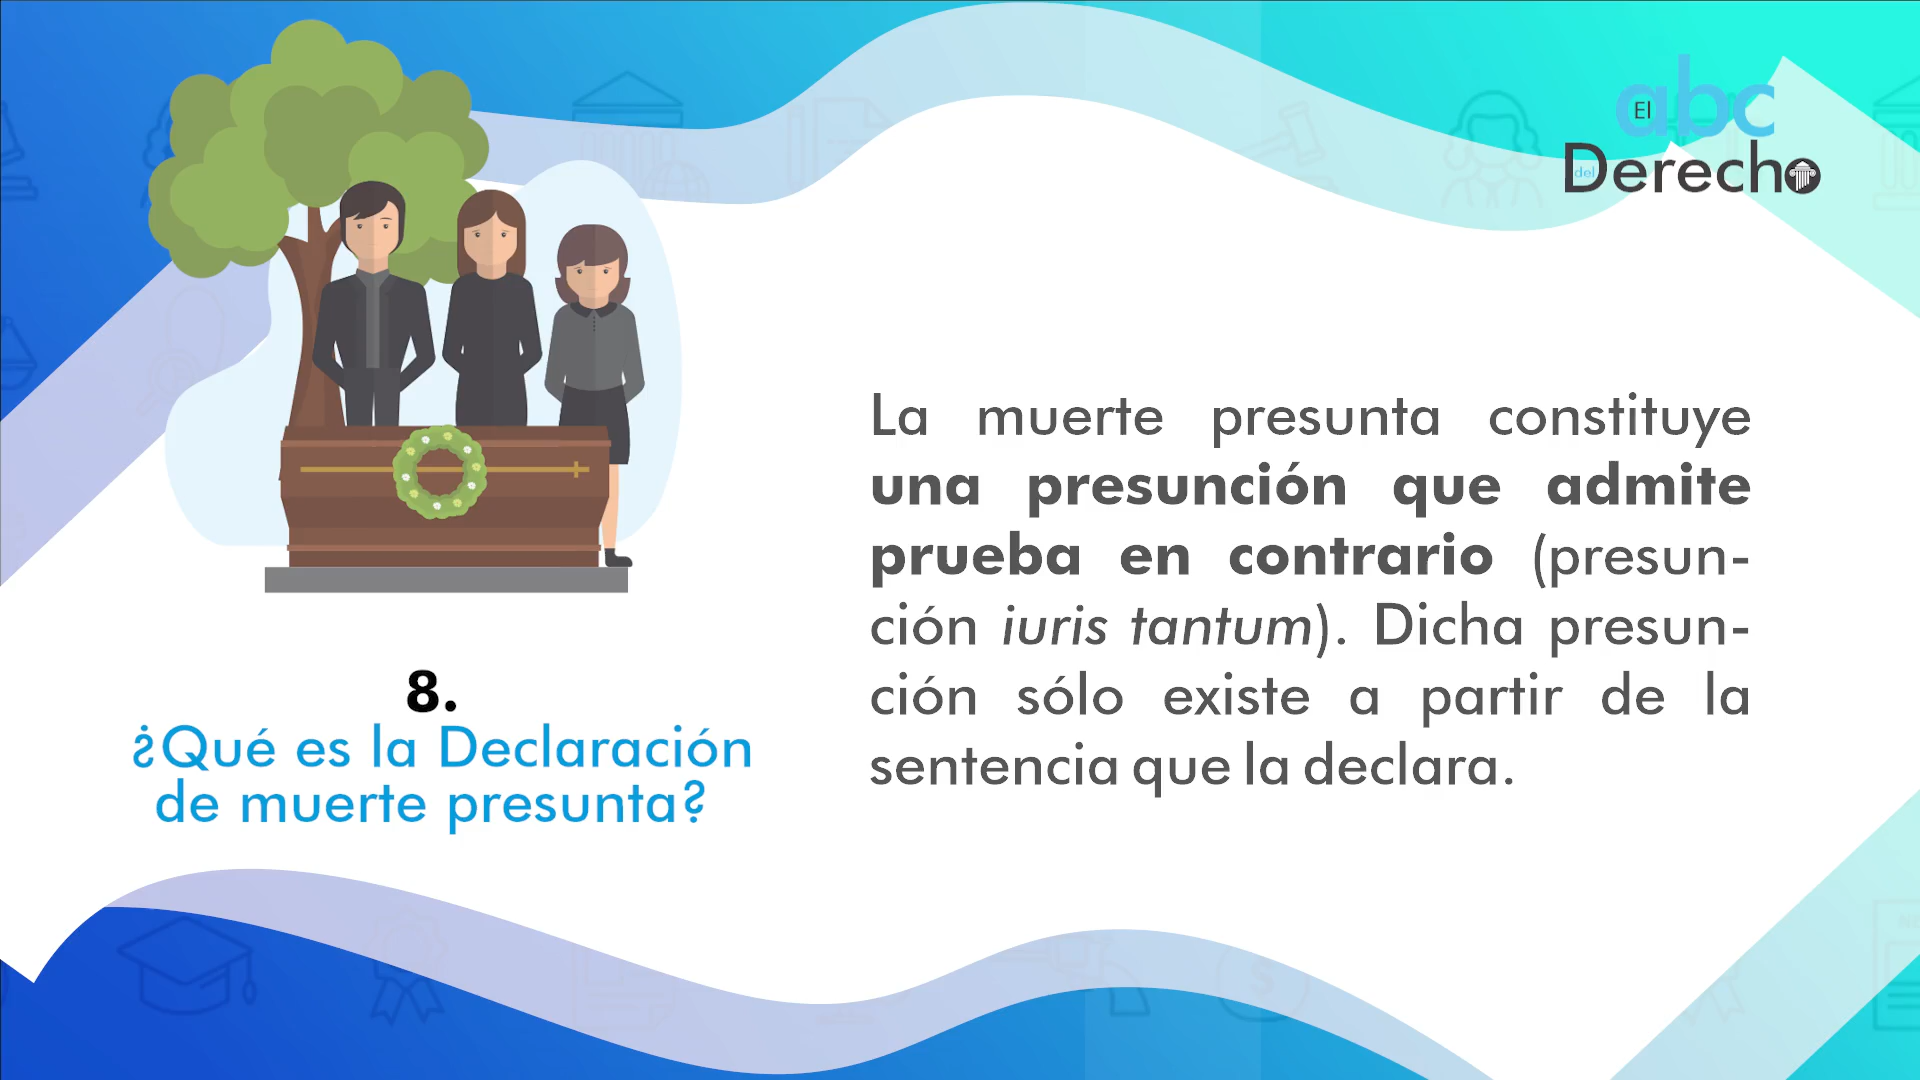 El abc
del Derecho
La muerte presunta constituye
una presunción que admite
prueba en contrario (presun-
ción iuris tantum). Dicha presun-
ción sólo existe a partir de la
sentencia que la declara.
8.
¿Qué es la Declaración
de muerte presunta?